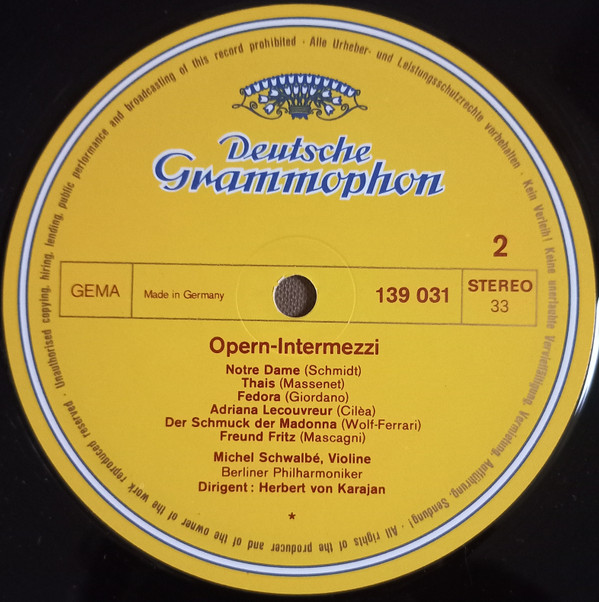 Alle Urheber- und Leistungsschutzrechte vorbehalten · Kein Verleih! Keine unerlaubte Vervielfältigung, Vermietung, Aufführung, Sendung! · All rights of the producer and of the owner of the work reproduced reserved · Unauthorised copying, hiring, lending, public performance and broadcasting of this record prohibited ·
Deutsche
Grammophon
2
GEMA
Made in Germany
139 031
STEREO
33
Opern-Intermezzi
Notre Dame (Schmidt)
Thais (Massenet)
Fedora (Giordano)
Adriana Lecouvreur (Cilèa)
Der Schmuck der Madonna (Wolf-Ferrari)
Freund Fritz (Mascagni)
Michel Schwalbé, Violine
Berliner Philharmoniker
Dirigent: Herbert von Karajan
*